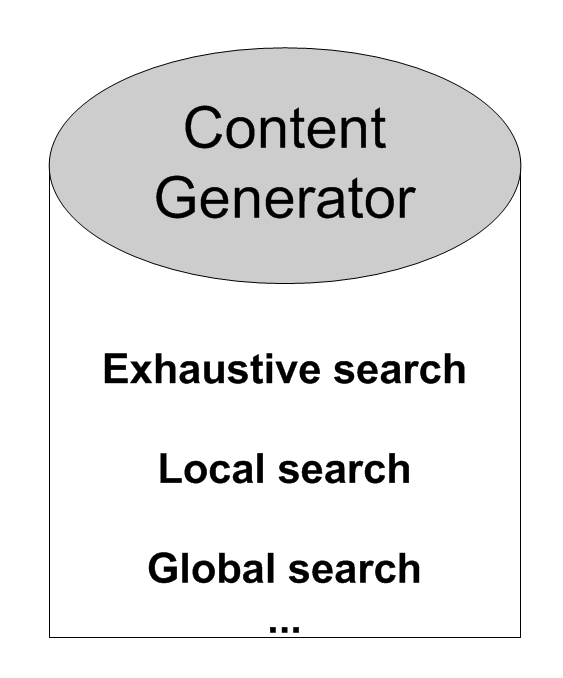 Content
Generator
Exhaustive search
Local search
Global search
...